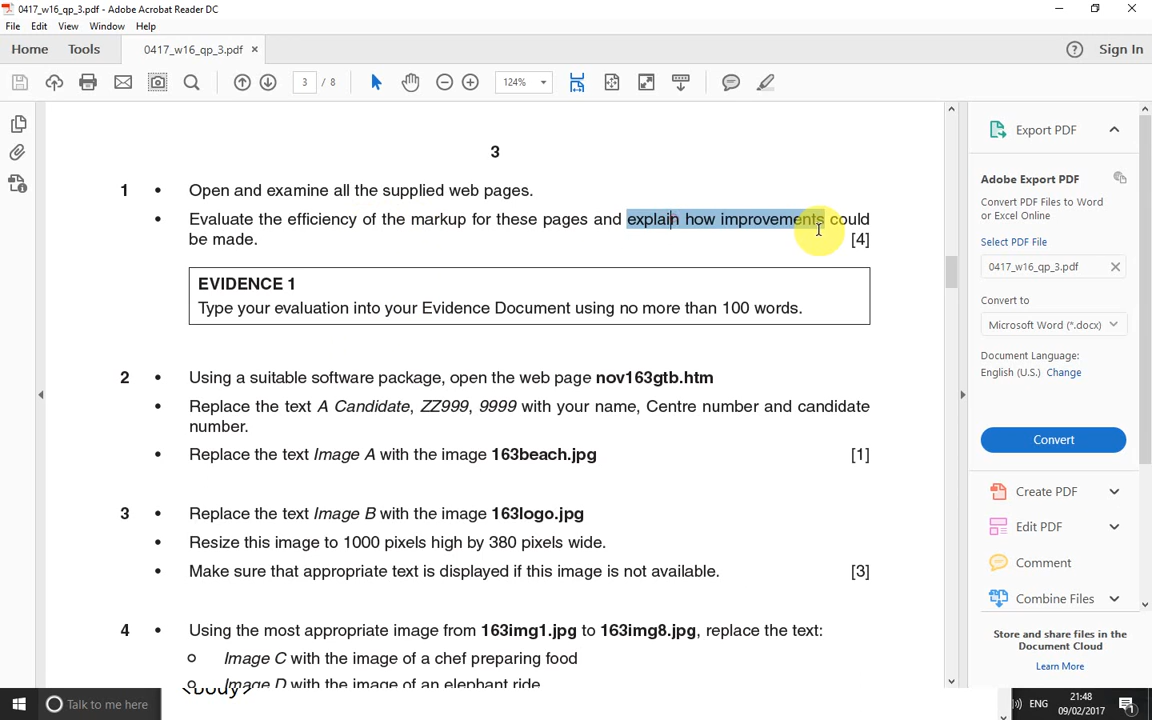 0417_w16_qp_3.pdf - Adobe Acrobat Reader DC
File Edit View Window Help
Home Tools 0417_w16_qp_3.pdf × Sign In
3 / 8 124%
3
1 • Open and examine all the supplied web pages.
• Evaluate the efficiency of the markup for these pages and explain how improvements could
be made. [4]
EVIDENCE 1
Type your evaluation into your Evidence Document using no more than 100 words.
2 • Using a suitable software package, open the web page nov163gtb.htm
• Replace the text A Candidate, ZZ999, 9999 with your name, Centre number and candidate
number.
• Replace the text Image A with the image 163beach.jpg [1]
3 • Replace the text Image B with the image 163logo.jpg
• Resize this image to 1000 pixels high by 380 pixels wide.
• Make sure that appropriate text is displayed if this image is not available. [3]
4 • Using the most appropriate image from 163img1.jpg to 163img8.jpg, replace the text:
o Image C with the image of a chef preparing food
o Image D with the image of an elephant ride
Export PDF
Adobe Export PDF
Convert PDF Files to Word
or Excel Online
Select PDF File
0417_w16_qp_3.pdf
Convert to
Microsoft Word (*.docx)
Document Language:
English (U.S.) Change
Convert
Create PDF
Edit PDF
Comment
Combine Files
Store and share files in the
Document Cloud
Learn More
Talk to me here
ENG
21:48
09/02/2017